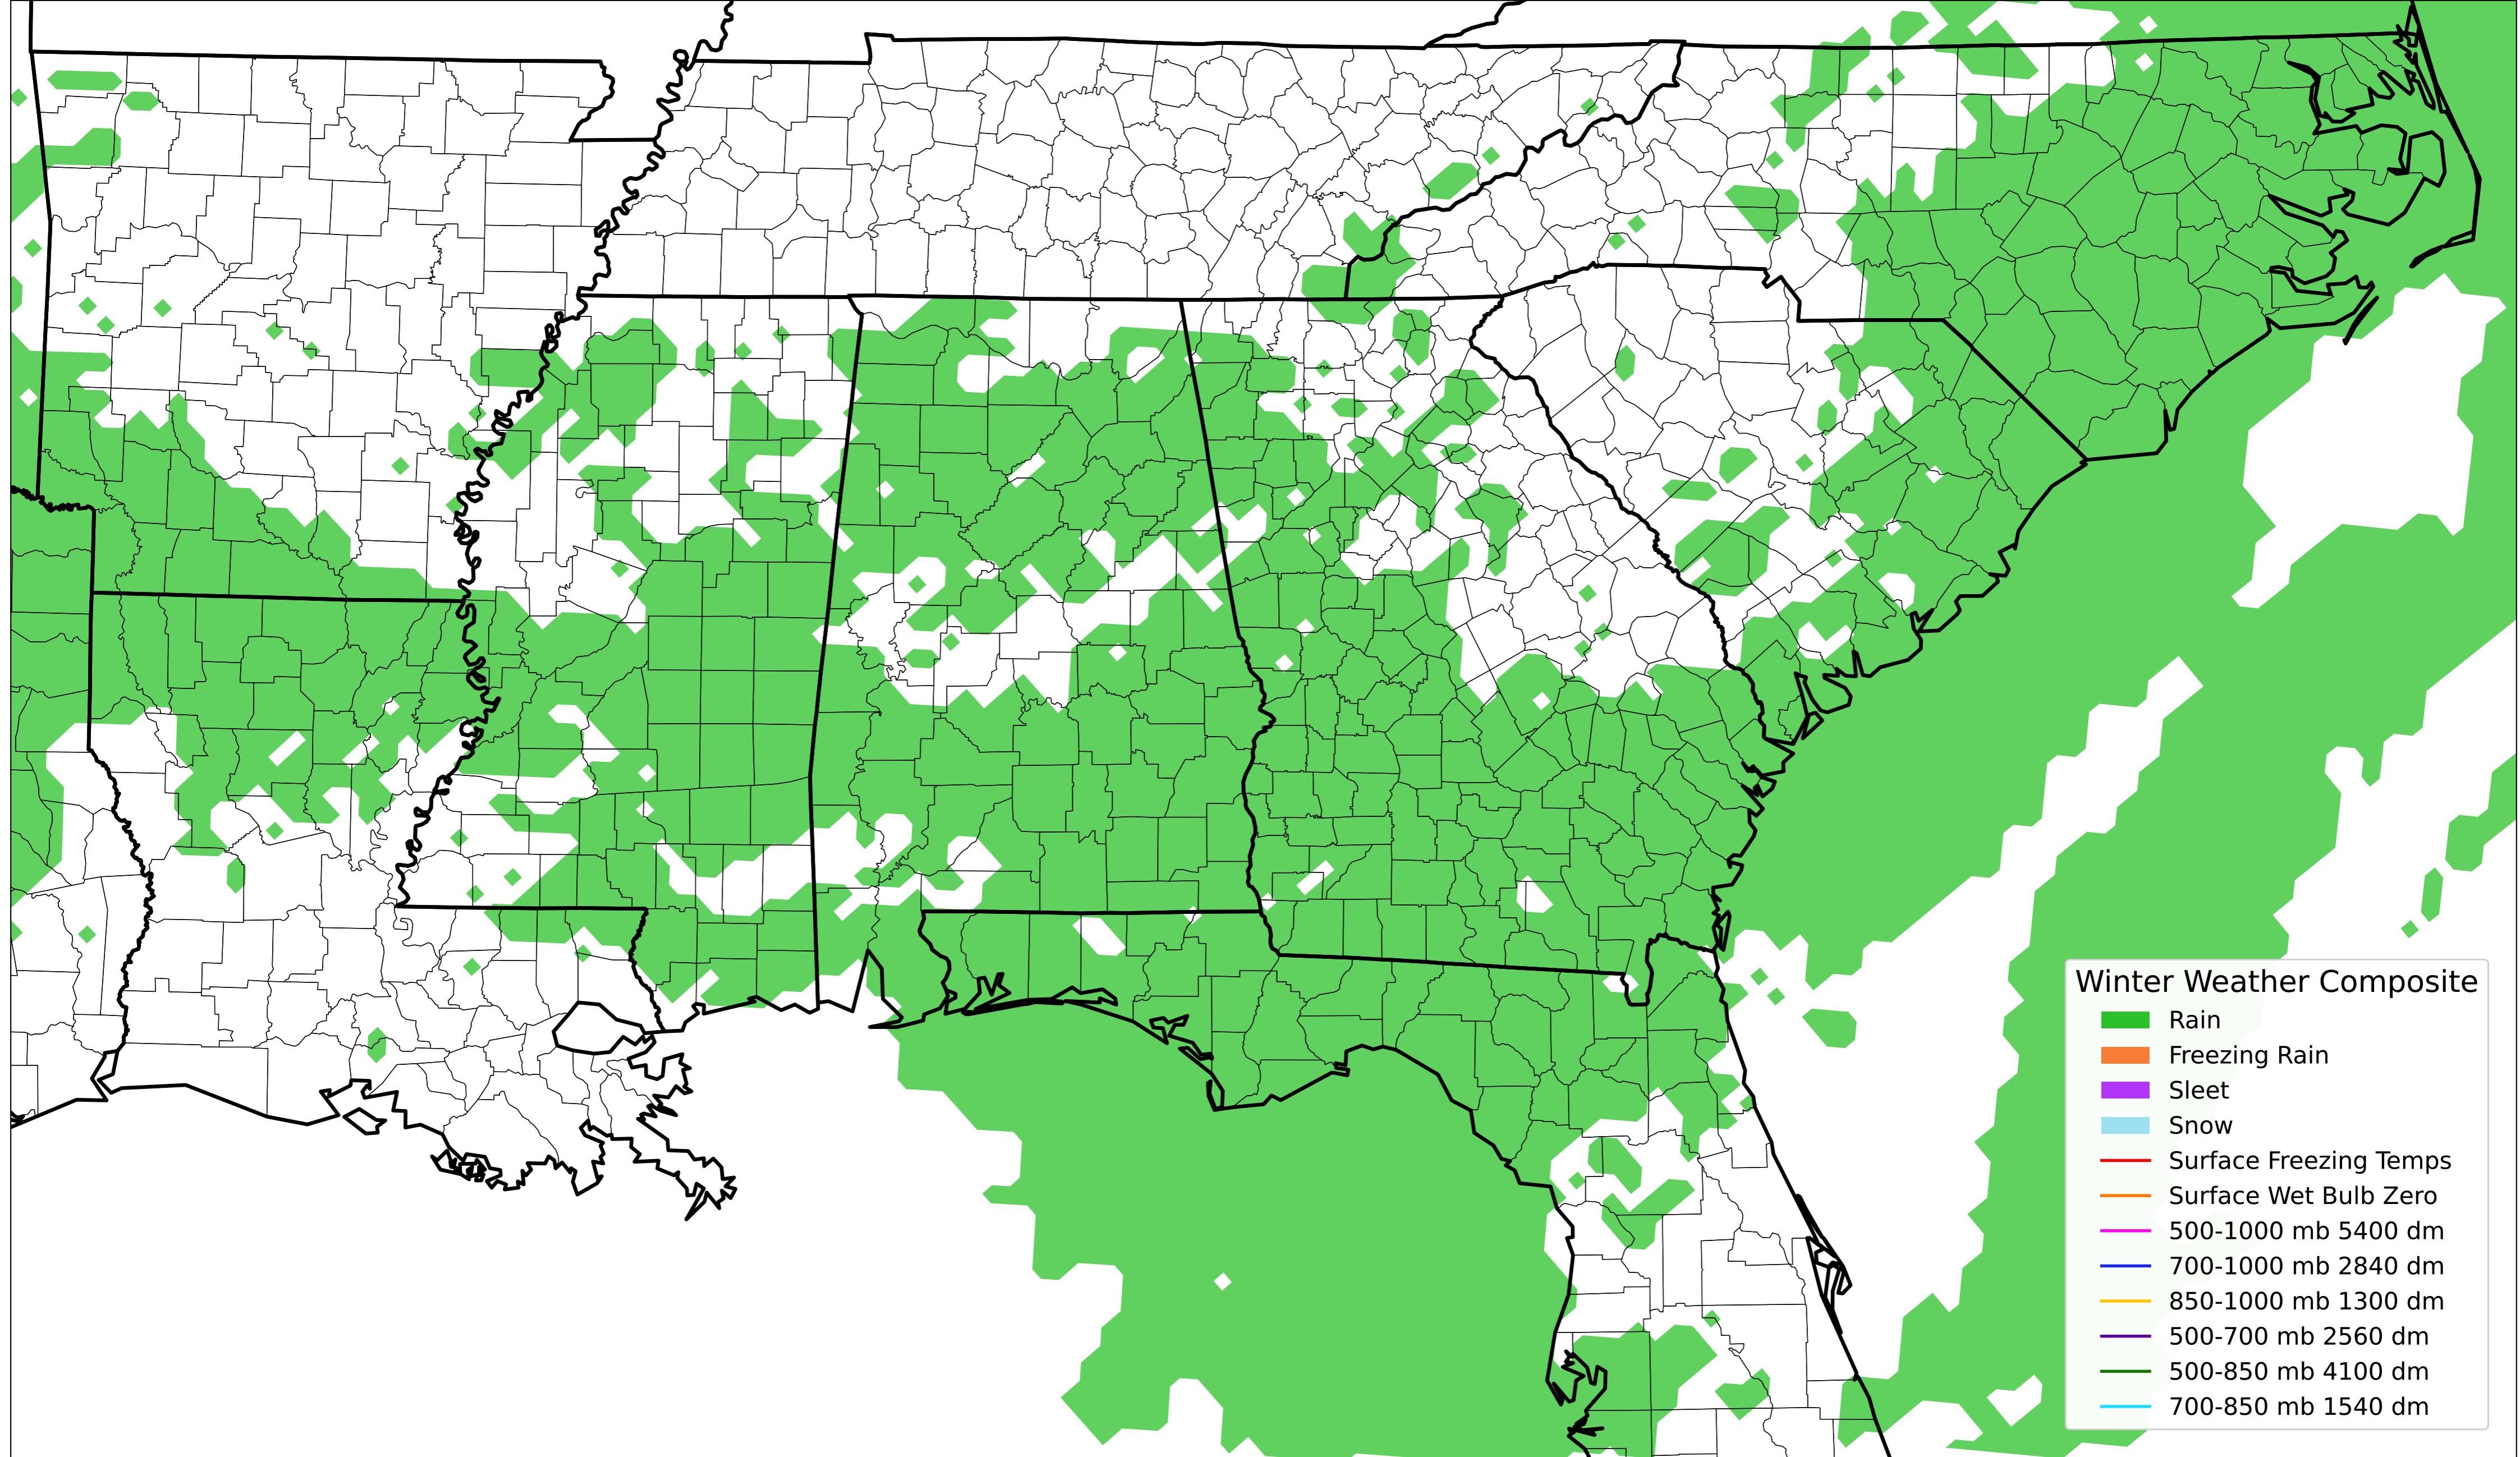 Winter Weather Composite
Rain
Freezing Rain
Sleet
Snow
Surface Freezing Temps
Surface Wet Bulb Zero
500-1000 mb 5400 dm
700-1000 mb 2840 dm
850-1000 mb 1300 dm
500-700 mb 2560 dm
500-850 mb 4100 dm
700-850 mb 1540 dm